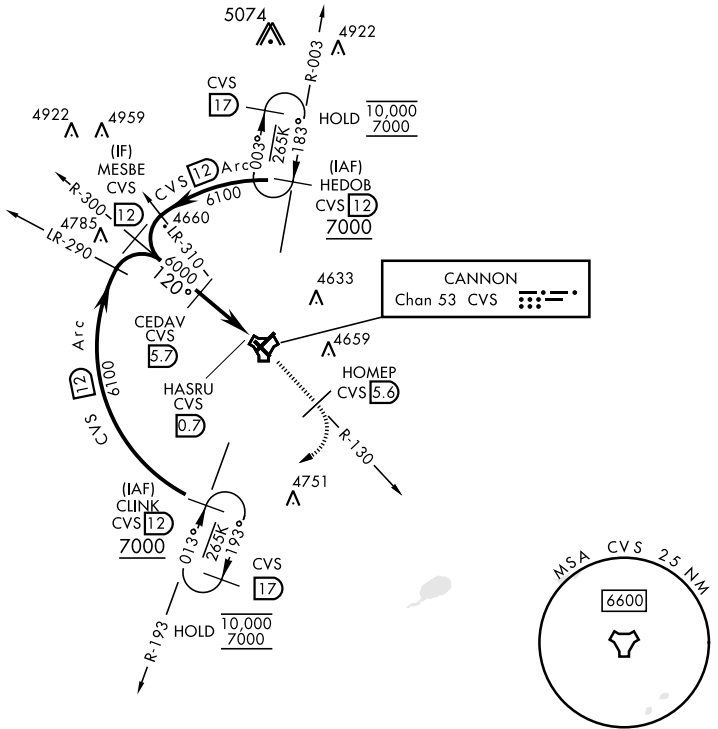 5074
4922
R-003
CVS
17
HOLD 10,000
7000
003°
265K
183°
4922
4959
(IF)
MESBE
CVS
12
CVS 12 Arc
6100
(IAF)
HEDOB
CVS 12
7000
R-300
4785
LR-290
4660
LR-310
6000
120°
4633
CANNON
Chan 53 CVS
CEDAV
CVS
5.7
4659
HOMEP
CVS 5.6
HASRU
CVS
0.7
CVS 12 Arc
6100
R-130
4751
(IAF)
CLINK
CVS 12
7000
013°
265K
193°
CVS
17
HOLD 10,000
7000
R-193
MSA CVS 25 NM
6600